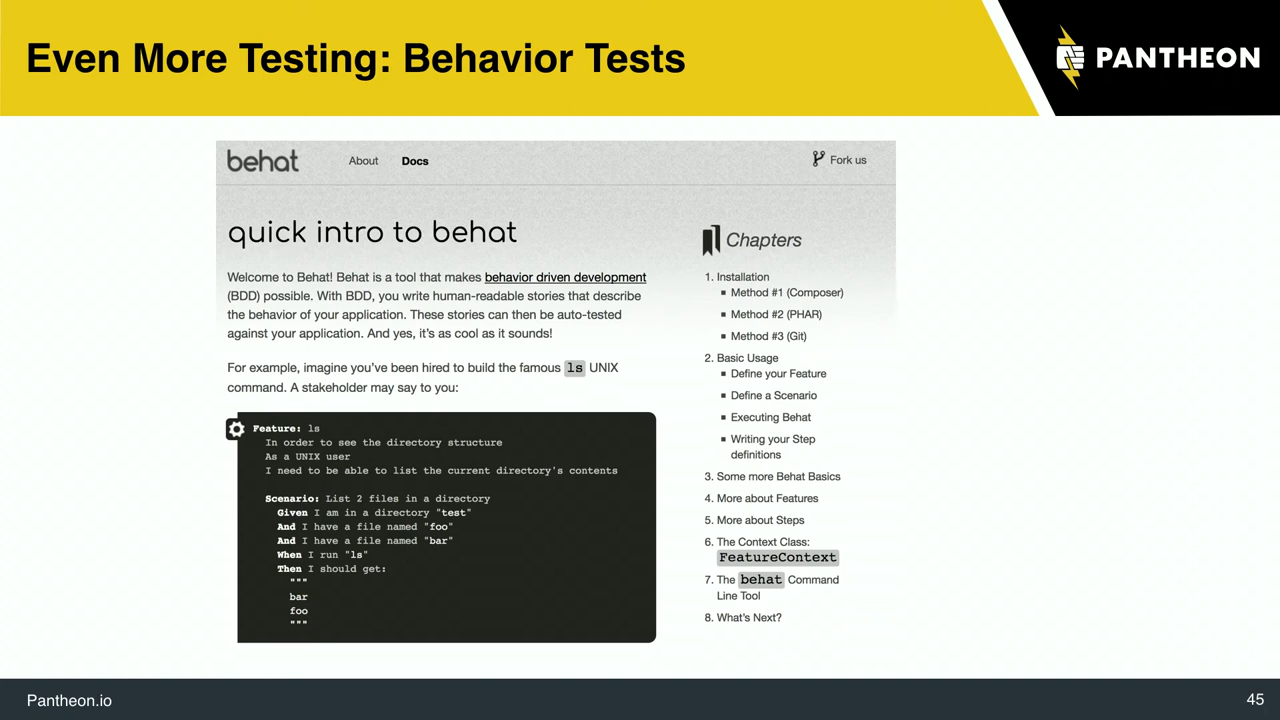 Even More Testing: Behavior Tests
PANTHEON
behat
About
Docs
Fork us
quick intro to behat
Welcome to Behat! Behat is a tool that makes behavior driven development
(BDD) possible. With BDD, you write human-readable stories that describe
the behavior of your application. These stories can then be auto-tested
against your application. And yes, it's as cool as it sounds!
For example, imagine you've been hired to build the famous ls UNIX
command. A stakeholder may say to you:
Feature: ls
In order to see the directory structure
As a UNIX user
I need to be able to list the current directory's contents
Scenario: List 2 files in a directory
Given I am in a directory "test"
And I have a file named "foo"
And I have a file named "bar"
When I run "ls"
Then I should get:
"""
bar
foo
"""
Chapters
1. Installation
▪ Method #1 (Composer)
▪ Method #2 (PHAR)
▪ Method #3 (Git)
2. Basic Usage
▪ Define your Feature
▪ Define a Scenario
▪ Executing Behat
▪ Writing your Step
definitions
3. Some more Behat Basics
4. More about Features
5. More about Steps
6. The Context Class:
FeatureContext
7. The behat Command
Line Tool
8. What's Next?
Pantheon.io
45